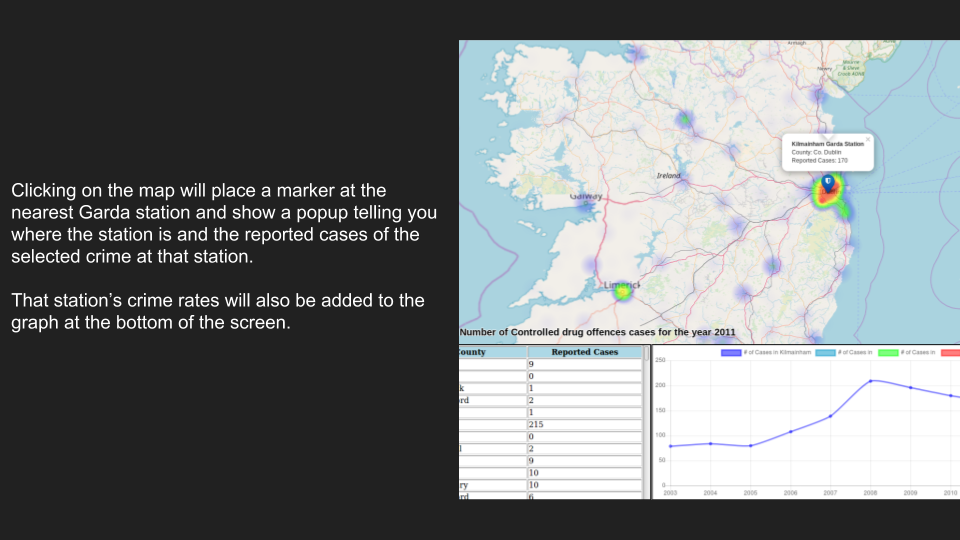 Clicking on the map will place a marker at the
nearest Garda station and show a popup telling you
where the station is and the reported cases of the
selected crime at that station.
That station’s crime rates will also be added to the
graph at the bottom of the screen.
Armagh
Newry
Kilmainham Garda Station
County: Co. Dublin
Reported Cases: 170
Ireland
Galway
Limerick
Number of Controlled drug offences cases for the year 2011
ounty Reported Cases
9
0
k 1
ord 2
1
215
0
l 2
9
10
ry 10
rd 6
# of Cases in Kilmainham # of Cases in # of Cases in
250
200
150
100
50
0
2003 2004 2005 2006 2007 2008 2009 2010